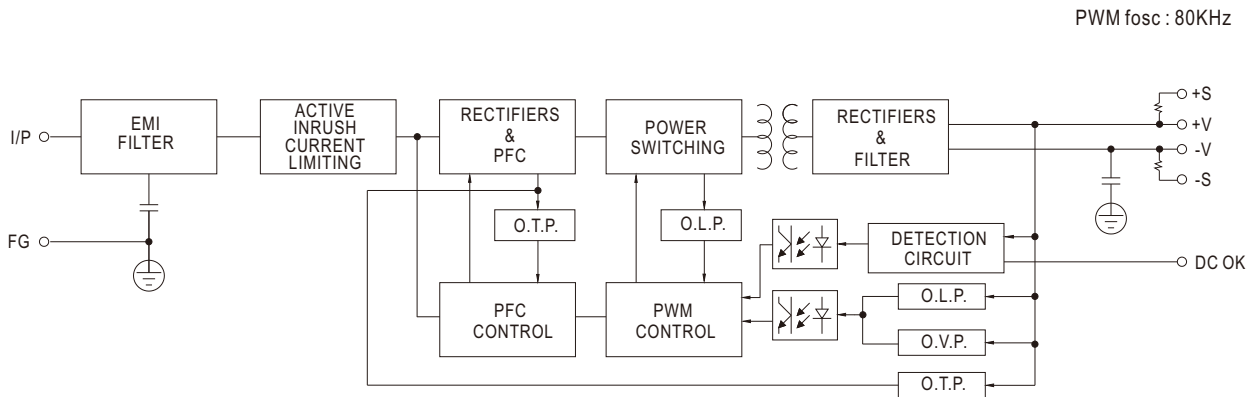 PWM fosc : 80KHz
I/P
EMI
FILTER
ACTIVE
INRUSH
CURRENT
LIMITING
RECTIFIERS
&
PFC
POWER
SWITCHING
RECTIFIERS
&
FILTER
+S
+V
-V
-S
FG
O.T.P.
O.L.P.
DETECTION
CIRCUIT
DC OK
PFC
CONTROL
PWM
CONTROL
O.L.P.
O.V.P.
O.T.P.